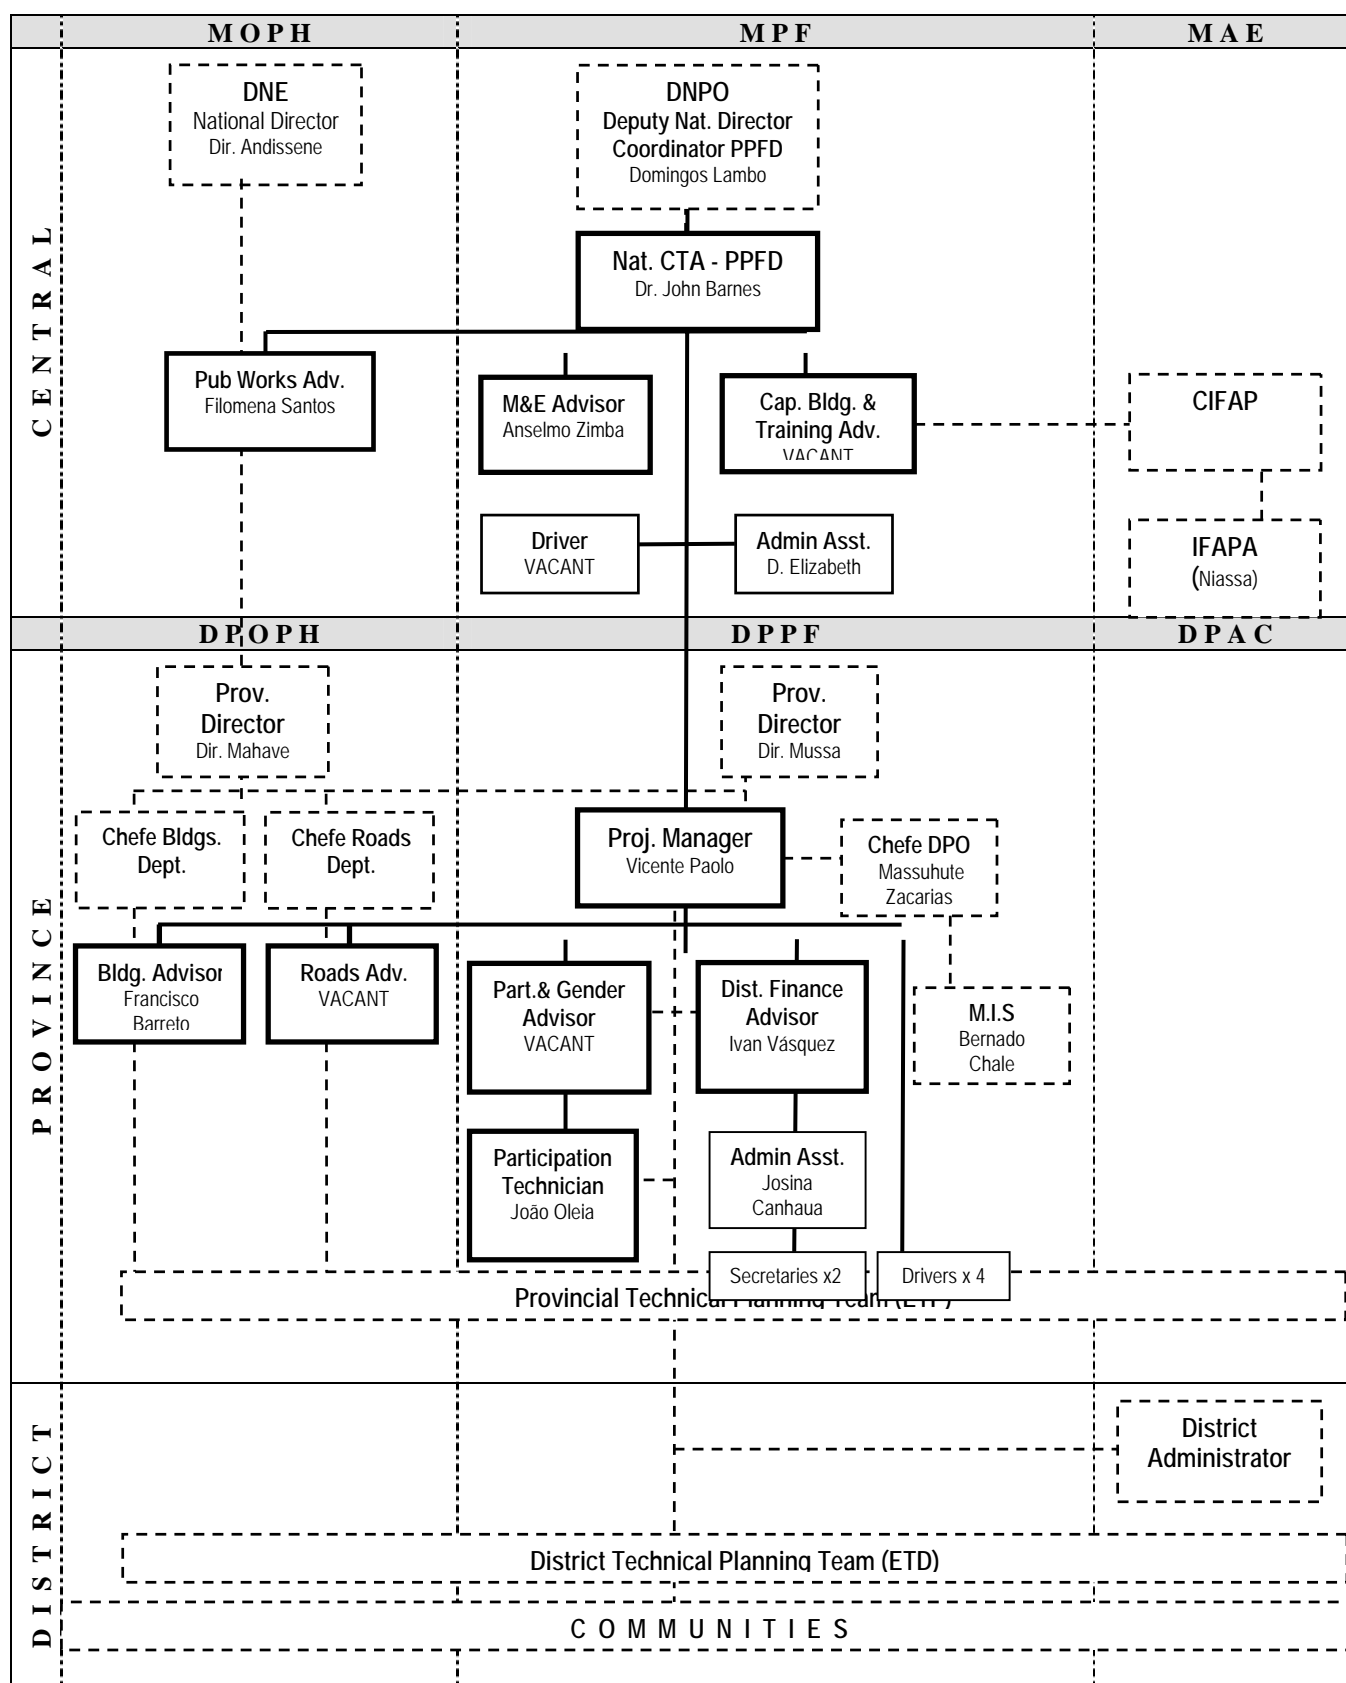 M O P H
M P F
M A E
C E N T R A L
DNE
National Director
Dir. Andissene
DNPO
Deputy Nat. Director
Coordinator PPFD
Domingos Lambo
Nat. CTA - PPFD
Dr. John Barnes
Pub Works Adv.
Filomena Santos
M&E Advisor
Anselmo Zimba
Cap. Bldg. &
Training Adv.
VACANT
CIFAP
Driver
VACANT
Admin Asst.
D. Elizabeth
IFAPA
(Niassa)
D P O P H
D P P F
D P A C
P R O V I N C E
Prov.
Director
Dir. Mahave
Prov.
Director
Dir. Mussa
Chefe Bldgs.
Dept.
Chefe Roads
Dept.
Proj. Manager
Vicente Paolo
Chefe DPO
Massuhute
Zacarias
Bldg. Advisor
Francisco
Barreto
Roads Adv.
VACANT
Part.& Gender
Advisor
VACANT
Dist. Finance
Advisor
Ivan Vásquez
M.I.S
Bernado
Chale
Participation
Technician
João Oleia
Admin Asst.
Josina
Canhaua
Secretaries x2
Drivers x 4
Provincial Technical Planning Team (ETP)
D I S T R I C T
District
Administrator
District Technical Planning Team (ETD)
C O M M U N I T I E S